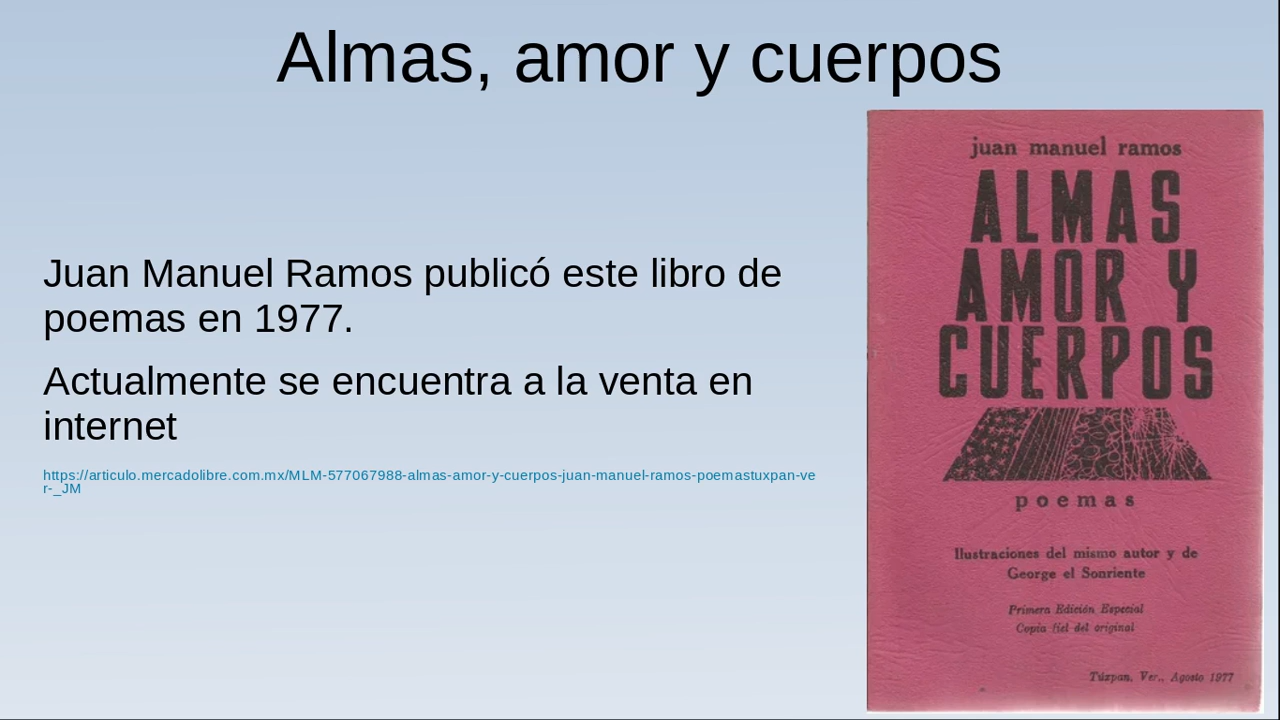 Almas, amor y cuerpos
Juan Manuel Ramos publicó este libro de
poemas en 1977.
Actualmente se encuentra a la venta en
internet
https://articulo.mercadolibre.com.mx/MLM-577067988-almas-amor-y-cuerpos-juan-manuel-ramos-poemastuxpan-ve
r-_JM
juan manuel ramos
ALMAS
AMOR Y
CUERPOS
poemas
Ilustraciones del mismo autor y de
George el Sonriente
Primera Edición Especial
Copia fiel del original
Túxpan, Ver., Agosto 1977